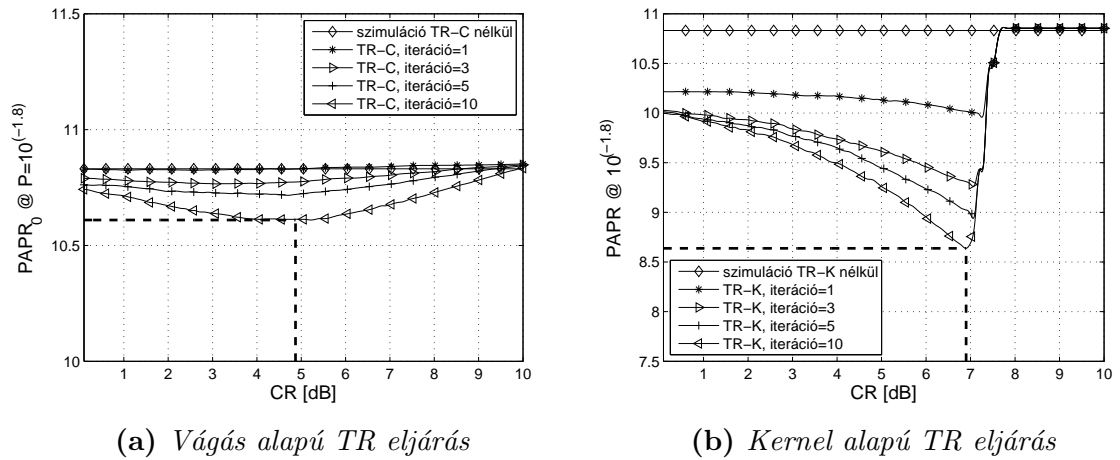 szimuláció TR−C nélkül
TR−C, iteráció=1
TR−C, iteráció=3
TR−C, iteráció=5
TR−C, iteráció=10
11.5
11
10.5
10
PAPR₀ @ P=10^(−1.8)
1 2 3 4 5 6 7 8 9 10
CR [dB]
(a) Vágás alapú TR eljárás
11
10.5
10
9.5
9
8.5
8
7.5
PAPR @ 10^(−1.8)
szimuláció TR−K nélkül
TR−K, iteráció=1
TR−K, iteráció=3
TR−K, iteráció=5
TR−K, iteráció=10
1 2 3 4 5 6 7 8 9 10
CR [dB]
(b) Kernel alapú TR eljárás